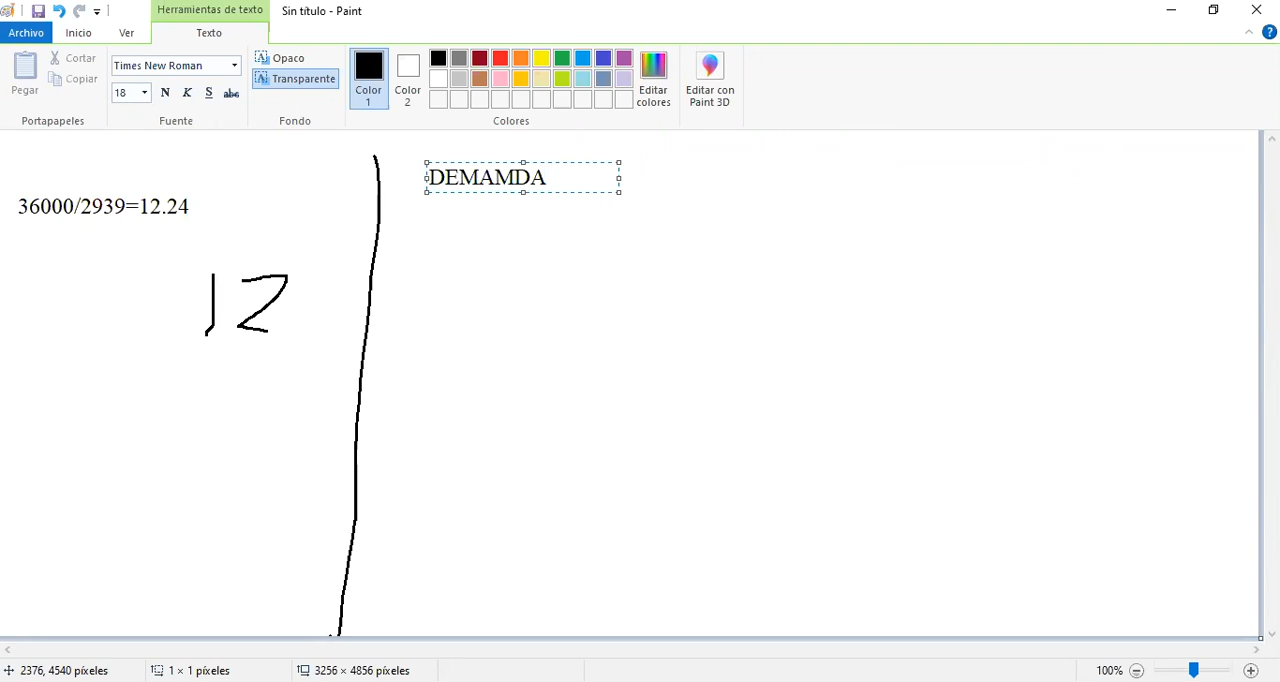 Herramientas de texto
Sin título - Paint
Archivo
Inicio
Ver
Texto
Pegar
Cortar
Copiar
Portapapeles
Times New Roman
18
N K S abc
Fuente
Opaco
Transparente
Fondo
Color 1
Color 2
Editar colores
Colores
Editar con Paint 3D
DEMAMDA
36000/2939=12.24
12
2376, 4540 píxeles
1 × 1 píxeles
3256 × 4856 píxeles
100%